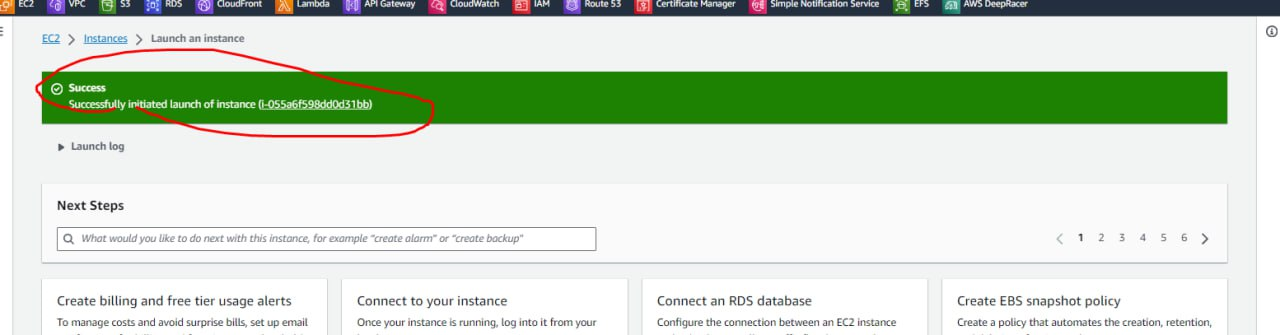 EC2 VPC S3 RDS CloudFront Lambda API Gateway CloudWatch IAM Route 53 Certificate Manager Simple Notification Service EFS AWS DeepRacer
EC2 > Instances > Launch an instance
Success
Successfully initiated launch of instance (i-055a6f598dd0d31bb)
Launch log
Next Steps
What would you like to do next with this instance, for example "create alarm" or "create backup"
1 2 3 4 5 6
Create billing and free tier usage alerts
To manage costs and avoid surprise bills, set up email
Connect to your instance
Once your instance is running, log into it from your
Connect an RDS database
Configure the connection between an EC2 instance
Create EBS snapshot policy
Create a policy that automates the creation, retention,